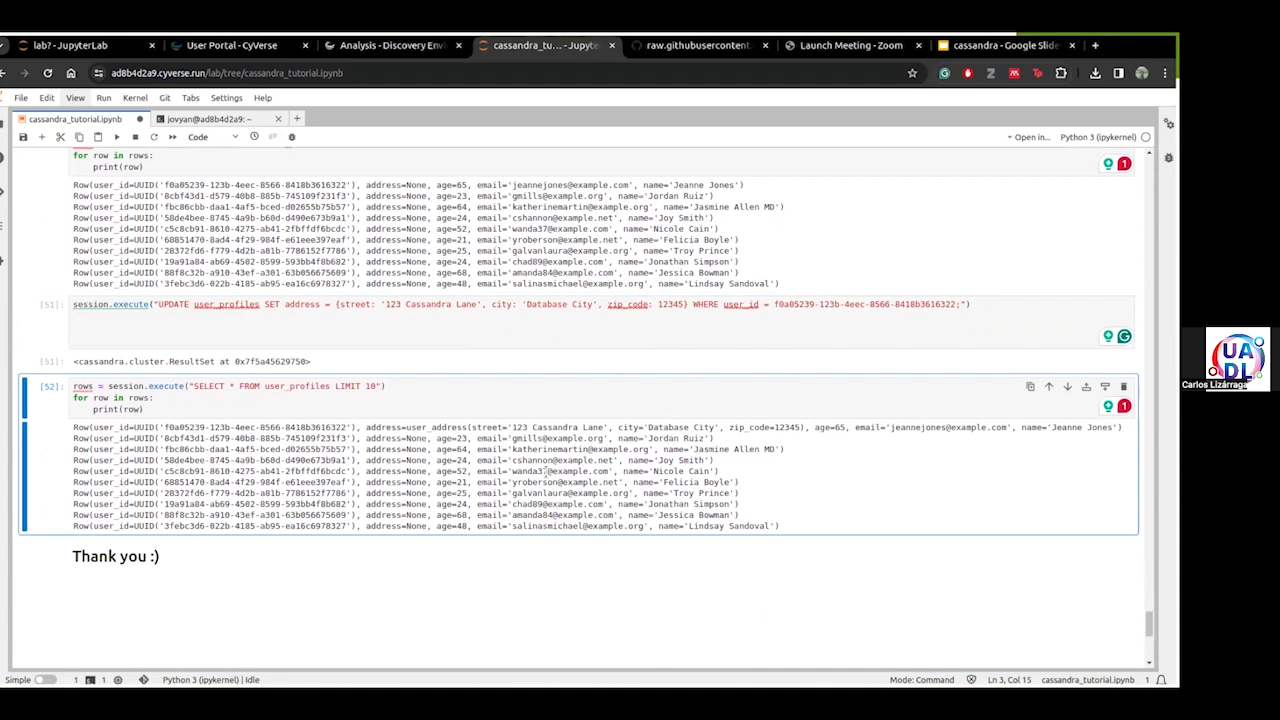 lab? - JupyterLab
User Portal - CyVerse
Analysis - Discovery Envi
cassandra_tu... - Jupyte
raw.githubusercontent.
Launch Meeting - Zoom
cassandra - Google Slide
ad8b4d2a9.cyverse.run/lab/tree/cassandra_tutorial.ipynb
File Edit View Run Kernel Git Tabs Settings Help
cassandra_tutorial.ipynb
jovyan@ad8b4d2a9: ~
Code
Open in...
Python 3 (ipykernel)
for row in rows:
print(row)
1
Row(user_id=UUID('f0a05239-123b-4eec-8566-8418b3616322'), address=None, age=65, email='jeannejones@example.com', name='Jeanne Jones')
Row(user_id=UUID('8cbf43d1-d579-40b8-885b-745109f231f3'), address=None, age=23, email='gmills@example.org', name='Jordan Ruiz')
Row(user_id=UUID('fbc86cbb-daa1-4af5-bced-d02655b75b57'), address=None, age=64, email='katherinemartin@example.org', name='Jasmine Allen MD')
Row(user_id=UUID('58de4bee-8745-4a9b-b60d-d490e673b9a1'), address=None, age=24, email='cshannon@example.net', name='Joy Smith')
Row(user_id=UUID('c5c8cb91-8610-4275-ab41-2fbffdf6bcdc'), address=None, age=52, email='wanda37@example.com', name='Nicole Cain')
Row(user_id=UUID('68851470-8ad4-4f29-984f-e61eee397eaf'), address=None, age=21, email='yroberson@example.net', name='Felicia Boyle')
Row(user_id=UUID('28372fd6-f779-4d2b-a81b-7786152f7786'), address=None, age=25, email='galvanlaura@example.org', name='Troy Prince')
Row(user_id=UUID('19a91a84-ab69-4502-8599-593bb4f8b682'), address=None, age=24, email='chad89@example.com', name='Jonathan Simpson')
Row(user_id=UUID('88f8c32b-a910-43ef-a931-63b056675609'), address=None, age=68, email='amanda84@example.com', name='Jessica Bowman')
Row(user_id=UUID('3febc3d6-022b-4185-ab95-ea16c6978327'), address=None, age=48, email='salinasmichael@example.org', name='Lindsay Sandoval')
[51]: session.execute("UPDATE user_profiles SET address = {street: '123 Cassandra Lane', city: 'Database City', zip_code: 12345} WHERE user_id = f0a05239-123b-4eec-8566-8418b3616322;")
[51]: <cassandra.cluster.ResultSet at 0x7f5a45629750>
[52]: rows = session.execute("SELECT * FROM user_profiles LIMIT 10")
for row in rows:
print(row)
1
Row(user_id=UUID('f0a05239-123b-4eec-8566-8418b3616322'), address=user_address(street='123 Cassandra Lane', city='Database City', zip_code=12345), age=65, email='jeannejones@example.com', name='Jeanne Jones')
Row(user_id=UUID('8cbf43d1-d579-40b8-885b-745109f231f3'), address=None, age=23, email='gmills@example.org', name='Jordan Ruiz')
Row(user_id=UUID('fbc86cbb-daa1-4af5-bced-d02655b75b57'), address=None, age=64, email='katherinemartin@example.org', name='Jasmine Allen MD')
Row(user_id=UUID('58de4bee-8745-4a9b-b60d-d490e673b9a1'), address=None, age=24, email='cshannon@example.net', name='Joy Smith')
Row(user_id=UUID('c5c8cb91-8610-4275-ab41-2fbffdf6bcdc'), address=None, age=52, email='wanda37@example.com', name='Nicole Cain')
Row(user_id=UUID('68851470-8ad4-4f29-984f-e61eee397eaf'), address=None, age=21, email='yroberson@example.net', name='Felicia Boyle')
Row(user_id=UUID('28372fd6-f779-4d2b-a81b-7786152f7786'), address=None, age=25, email='galvanlaura@example.org', name='Troy Prince')
Row(user_id=UUID('19a91a84-ab69-4502-8599-593bb4f8b682'), address=None, age=24, email='chad89@example.com', name='Jonathan Simpson')
Row(user_id=UUID('88f8c32b-a910-43ef-a931-63b056675609'), address=None, age=68, email='amanda84@example.com', name='Jessica Bowman')
Row(user_id=UUID('3febc3d6-022b-4185-ab95-ea16c6978327'), address=None, age=48, email='salinasmichael@example.org', name='Lindsay Sandoval')
Thank you :)
UA
DL
Carlos Lizárraga
Simple 1 1 Python 3 (ipykernel) | Idle Mode: Command Ln 3, Col 15 cassandra_tutorial.ipynb 1